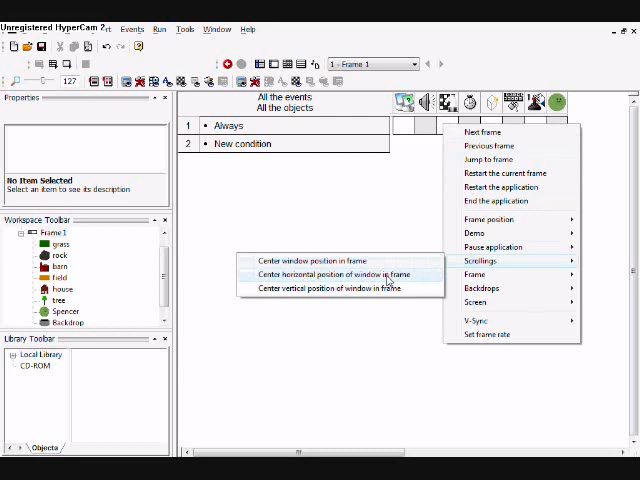 Unregistered HyperCam 2
rt Events Run Tools Window Help
1 - Frame 1
127
Properties
No Item Selected
Select an item to see its description
Workspace Toolbar
Frame1
grass
rock
barn
field
house
tree
Spencer
Backdrop
Library Toolbar
Local Library
CD-ROM
Objects
All the events
All the objects
1 • Always
2 • New condition
Next frame
Previous frame
Jump to frame
Restart the current frame
Restart the application
End the application
Frame position
Demo
Pause application
Scrollings
Frame
Backdrops
Screen
V-Sync
Set frame rate
Center window position in frame
Center horizontal position of window in frame
Center vertical position of window in frame